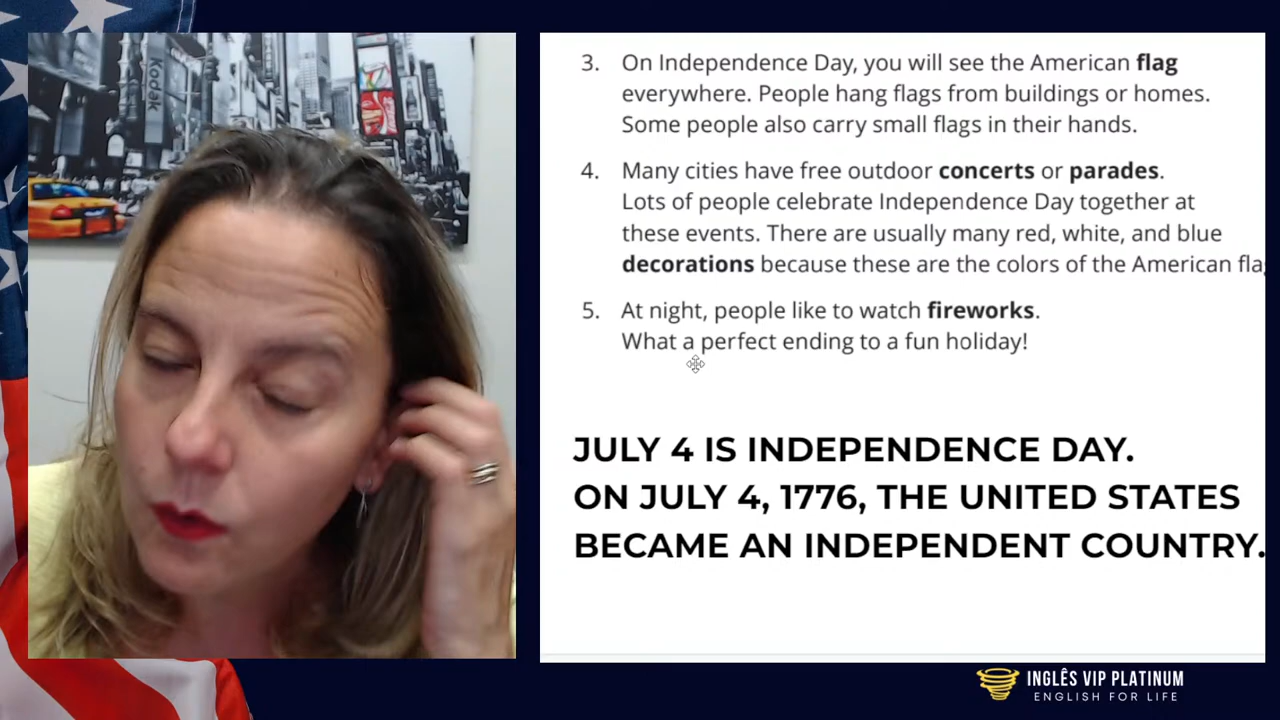 Kodak
3. On Independence Day, you will see the American flag
everywhere. People hang flags from buildings or homes.
Some people also carry small flags in their hands.
4. Many cities have free outdoor concerts or parades.
Lots of people celebrate Independence Day together at
these events. There are usually many red, white, and blue
decorations because these are the colors of the American fla
5. At night, people like to watch fireworks.
What a perfect ending to a fun holiday!
JULY 4 IS INDEPENDENCE DAY.
ON JULY 4, 1776, THE UNITED STATES
BECAME AN INDEPENDENT COUNTRY.
INGLÊS VIP PLATINUM
ENGLISH FOR LIFE